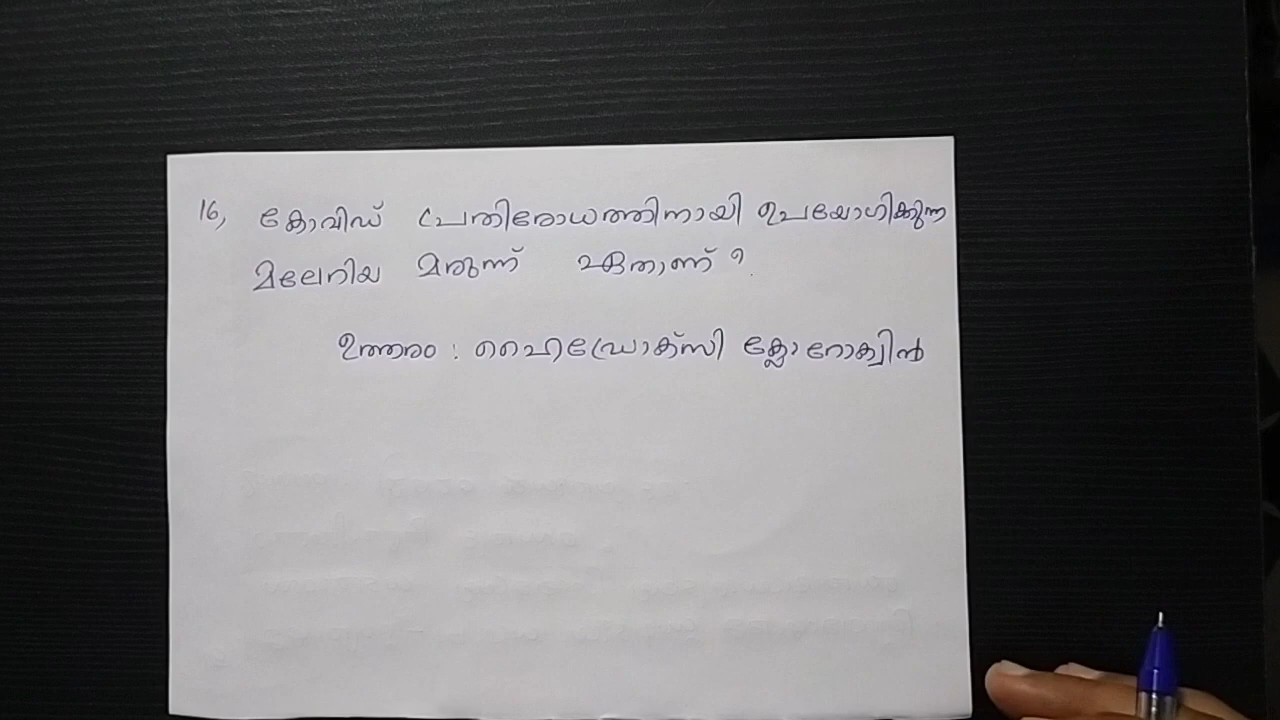 16, കോവിഡ് പ്രതിരോധത്തിനായി ഉപയോഗിക്കുന്ന
മലേറിയ മരുന്ന് ഏതാണ് ?
ഉത്തരം : ഹൈഡ്രോക്സി ക്ലോറോക്വിൻ